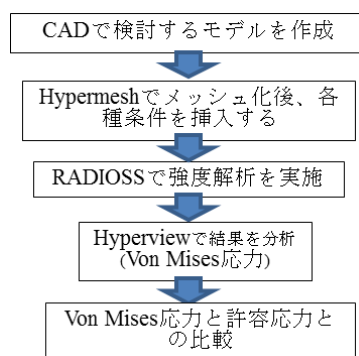 CADで検討するモデルを作成
Hypermeshでメッシュ化後、各
種条件を挿入する
RADIOSSで強度解析を実施
Hyperviewで結果を分析
(Von Mises応力)
Von Mises応力と許容応力と
の比較